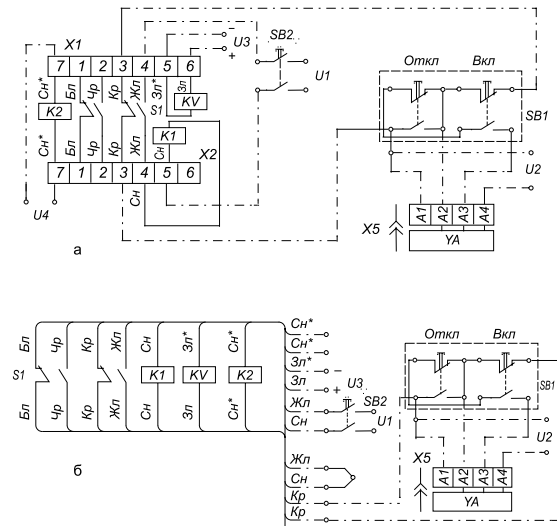 X1
U3
SB2
U1
Откл
Вкл
SB1
7 1 2 3 4 5 6
Сн* Бл Чр Кр Жл Зл* Зл
K2
S1
KV
K1
Сн* Бл Чр Кр Жл Сн
X2
7 1 2 3 4 5 6
Сн
U4
а
U2
X5
A1 A2 A3 A4
YA
Бл Чр Кр Жл Сн Зл* Сн*
S1
K1
KV
K2
Бл Чр Кр Жл Сн Зл Сн*
б
Сн*
Сн*
Зл*
–
Зл
+
U3
Жл
SB2
Сн
U1
Жл
Сн
Кр
Кр
Откл
Вкл
SB1
U2
X5
A1 A2 A3 A4
YA